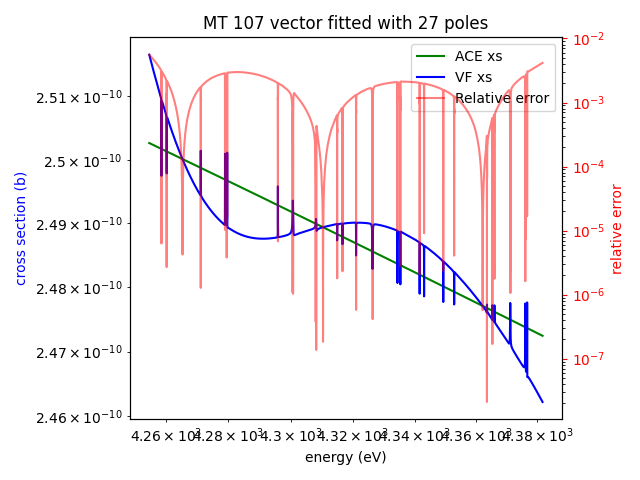 MT 107 vector fitted with 27 poles
ACE xs
VF xs
Relative error
cross section (b)
2.51 × 10⁻¹⁰
2.5 × 10⁻¹⁰
2.49 × 10⁻¹⁰
2.48 × 10⁻¹⁰
2.47 × 10⁻¹⁰
2.46 × 10⁻¹⁰
10⁻²
10⁻³
10⁻⁴
10⁻⁵
10⁻⁶
10⁻⁷
relative error
4.26 × 10³ 4.28 × 10³ 4.3 × 10³ 4.32 × 10³ 4.34 × 10³ 4.36 × 10³ 4.38 × 10³
energy (eV)